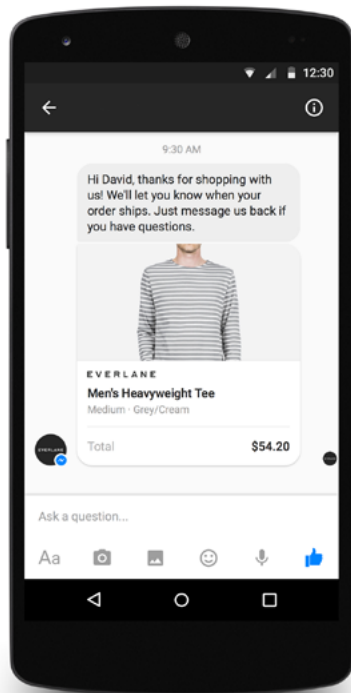 12:30
9:30 AM
Hi David, thanks for shopping with
us! We'll let you know when your
order ships. Just message us back if
you have questions.
EVERLANE
Men's Heavyweight Tee
Medium · Grey/Cream
Total $54.20
EVERLANE
Ask a question...
Aa